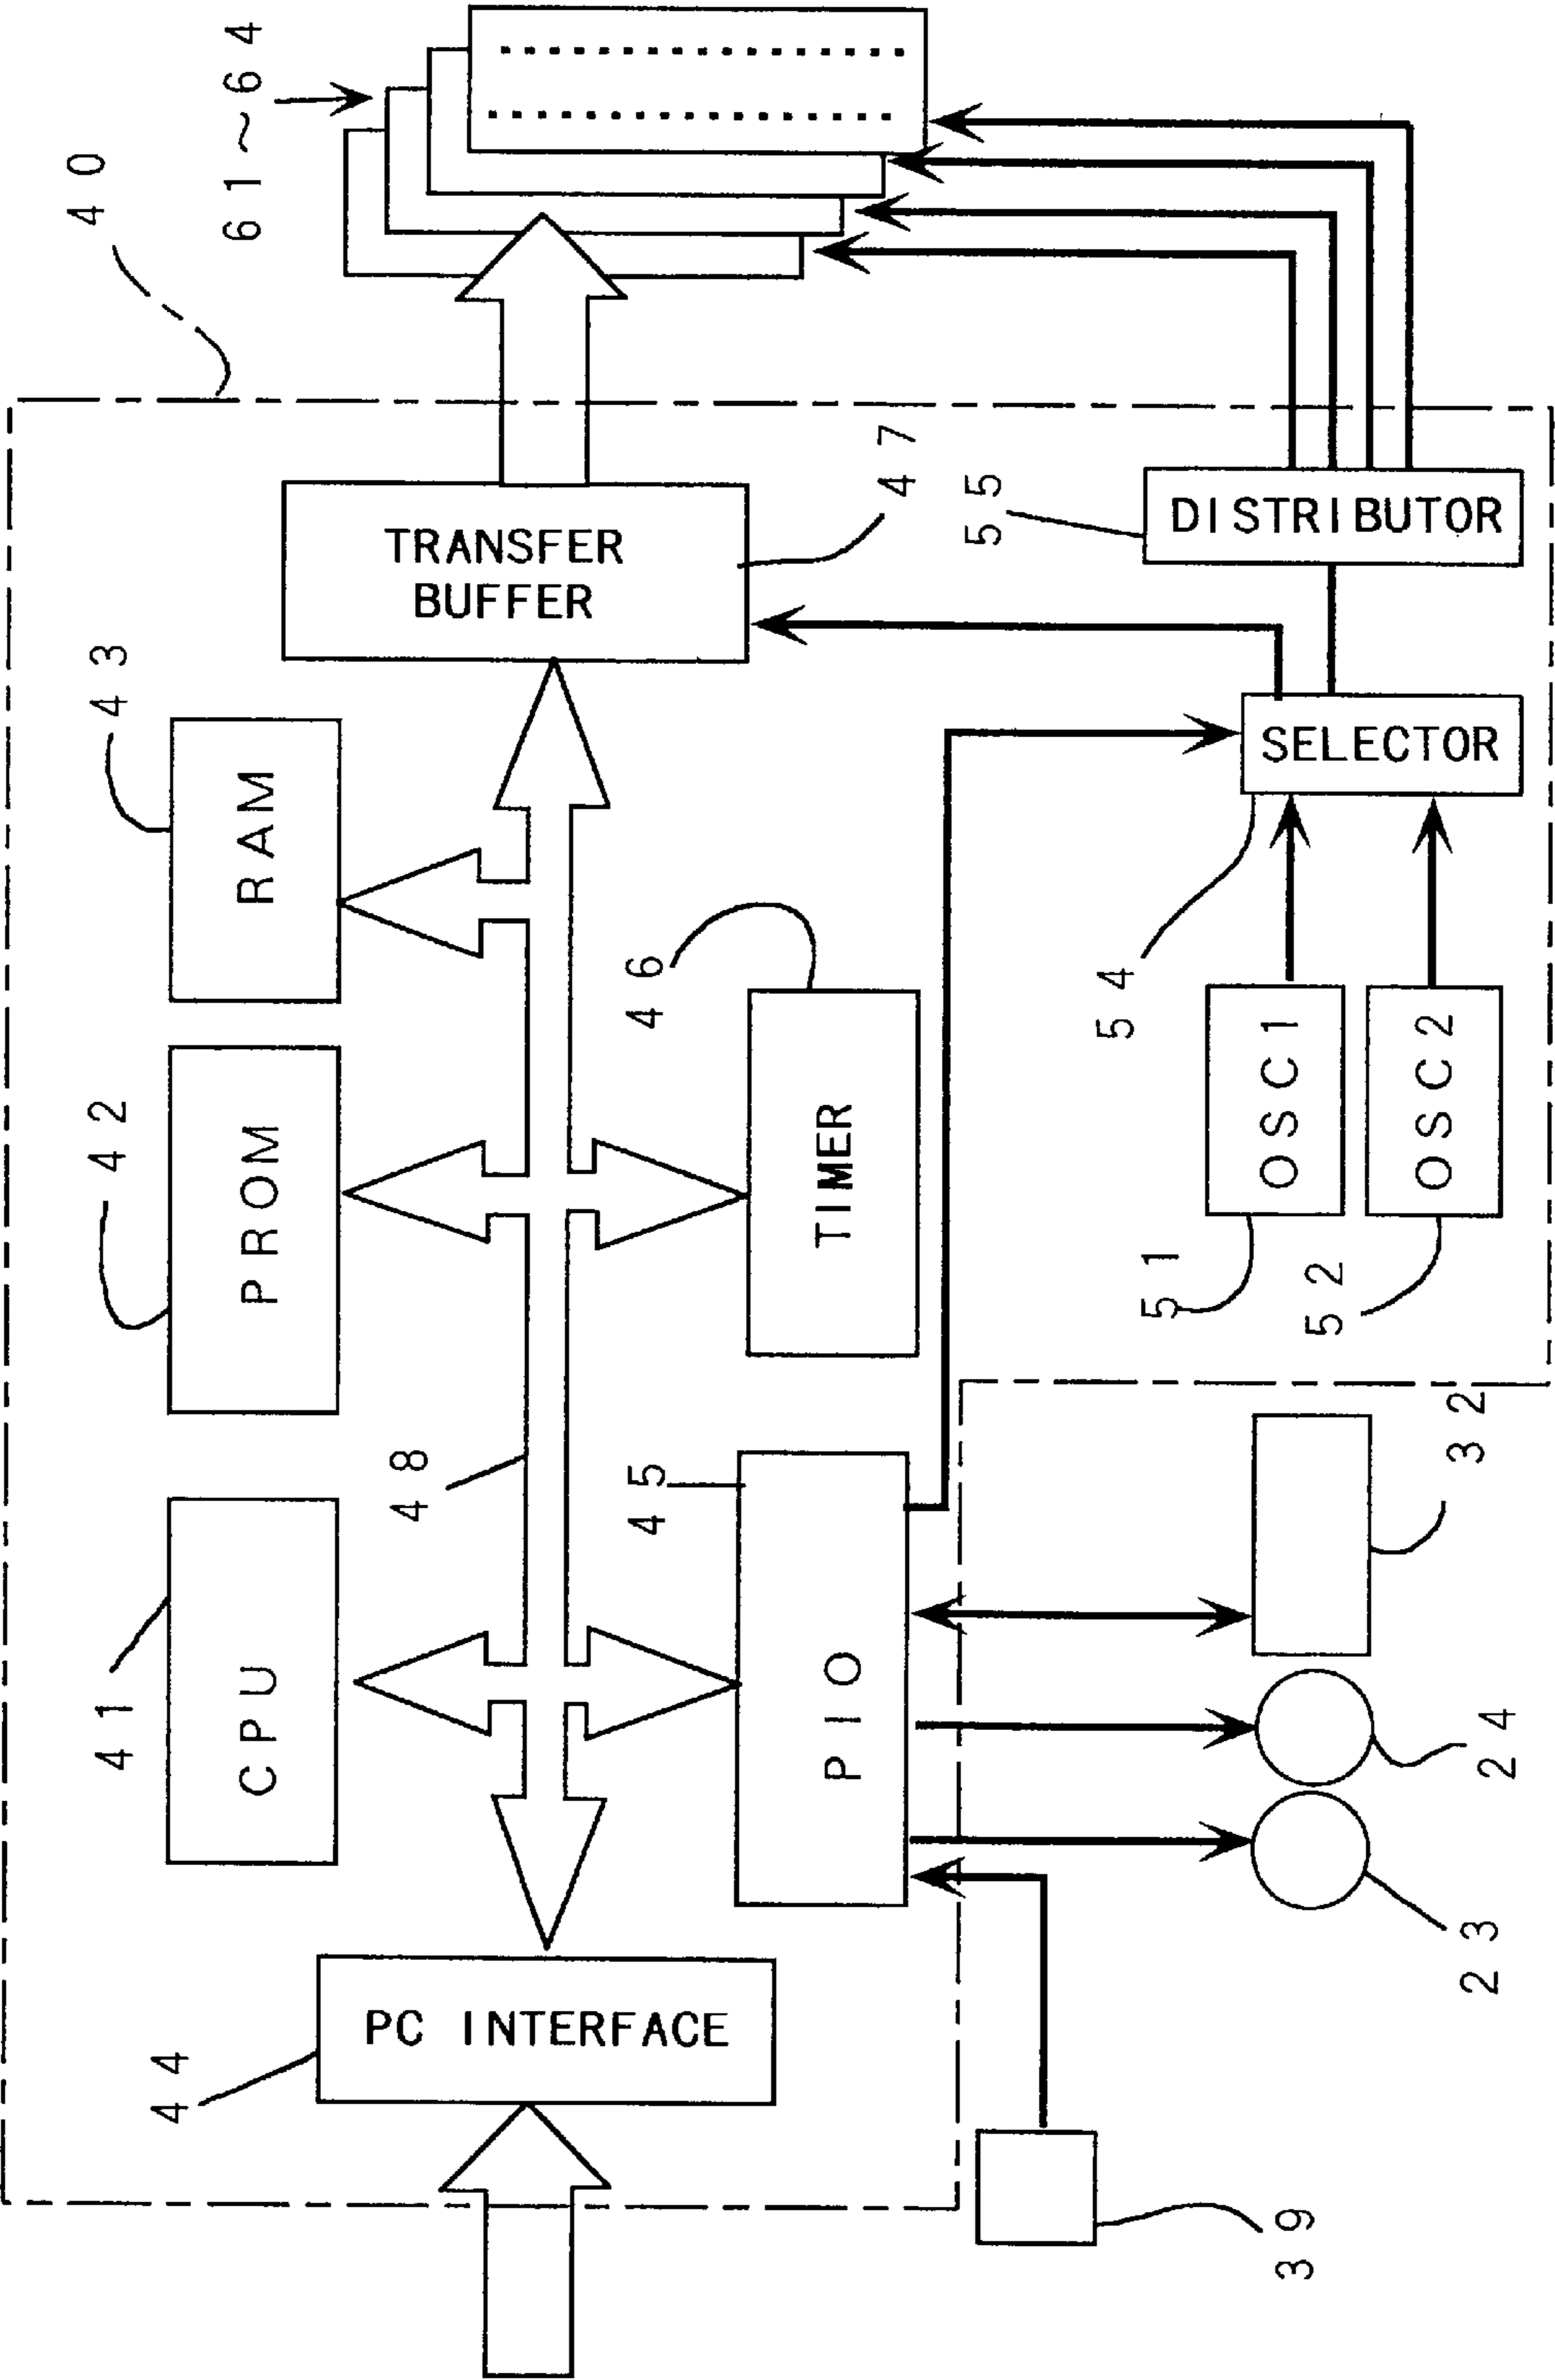 61~64
40
TRANSFER
BUFFER
47
55
DISTRIBUTOR
43
RAM
SELECTOR
46
54
42
PROM
TIMER
OSC1
OSC2
51
52
48
45
32
41
CPU
PIO
24
23
44
PC INTERFACE
39